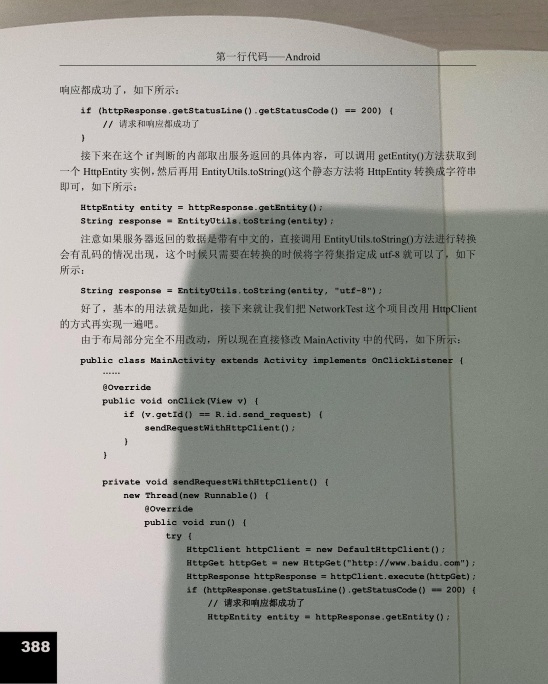 第一行代码——Android
响应都成功了，如下所示：
if (httpResponse.getStatusLine().getStatusCode() == 200) {
// 请求和响应都成功了
}
接下来在这个 if 判断的内部取出服务返回的具体内容，可以调用 getEntity()方法获取到
一个 HttpEntity 实例，然后再用 EntityUtils.toString()这个静态方法将 HttpEntity 转换成字符串
即可，如下所示：
HttpEntity entity = httpResponse.getEntity();
String response = EntityUtils.toString(entity);
注意如果服务器返回的数据是带有中文的，直接调用 EntityUtils.toString()方法进行转换
会有乱码的情况出现，这个时候只需要在转换的时候将字符集指定成 utf-8 就可以了，如下
所示：
String response = EntityUtils.toString(entity, "utf-8");
好了，基本的用法就是如此，接下来就让我们把 NetworkTest 这个项目改用 HttpClient
的方式再实现一遍吧。
由于布局部分完全不用改动，所以现在直接修改 MainActivity 中的代码，如下所示：
public class MainActivity extends Activity implements OnClickListener {
……
@Override
public void onClick(View v) {
if (v.getId() == R.id.send_request) {
sendRequestWithHttpClient();
}
}
private void sendRequestWithHttpClient() {
new Thread(new Runnable() {
@Override
public void run() {
try {
HttpClient httpClient = new DefaultHttpClient();
HttpGet httpGet = new HttpGet("http://www.baidu.com");
HttpResponse httpResponse = httpClient.execute(httpGet);
if (httpResponse.getStatusLine().getStatusCode() == 200) {
// 请求和响应都成功了
HttpEntity entity = httpResponse.getEntity();
388